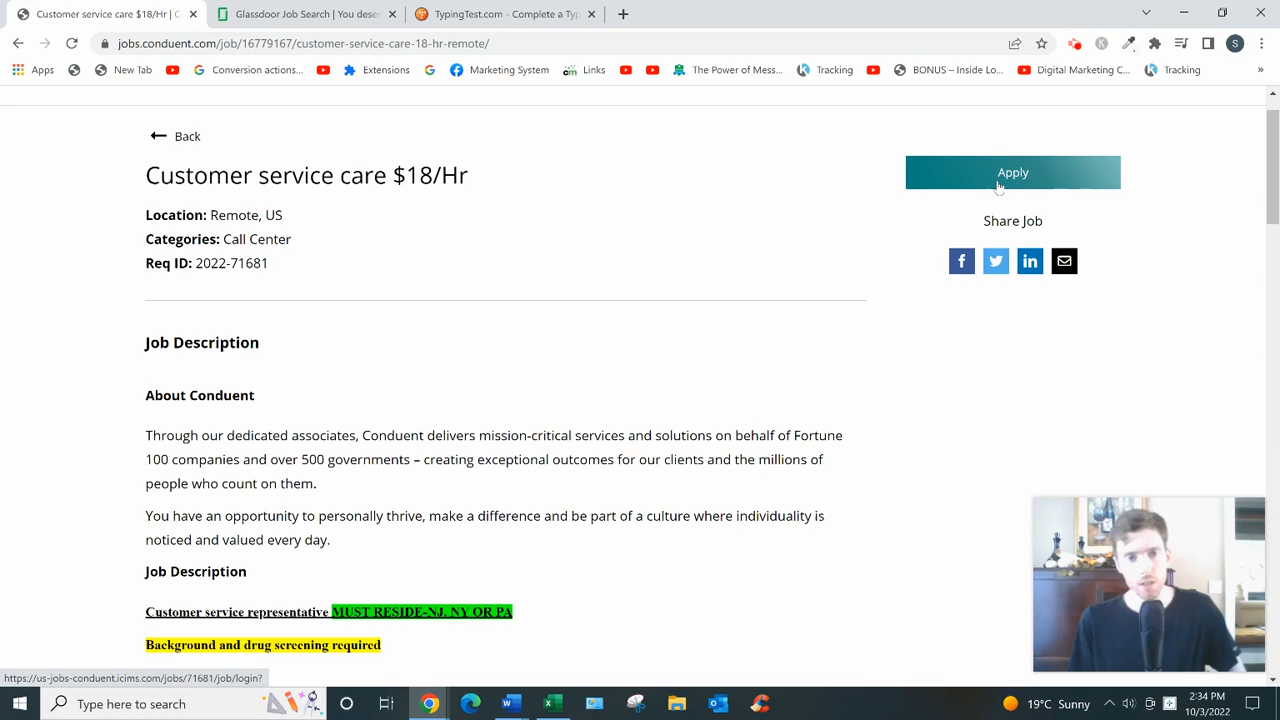 Customer service care $18/Hr | C
Glassdoor Job Search | You dese
TypingTest.com - Complete a Typ
jobs.conduent.com/job/16779167/customer-service-care-18-hr-remote/
S
Apps
New Tab
Conversion actions...
Extensions
Marketing System
Links
The Power of Mess...
Tracking
BONUS – Inside Lo...
Digital Marketing C...
Tracking
»
Back
Customer service care $18/Hr
Location: Remote, US
Categories: Call Center
Req ID: 2022-71681
Apply
Share Job
Job Description
About Conduent
Through our dedicated associates, Conduent delivers mission-critical services and solutions on behalf of Fortune
100 companies and over 500 governments – creating exceptional outcomes for our clients and the millions of
people who count on them.
You have an opportunity to personally thrive, make a difference and be part of a culture where individuality is
noticed and valued every day.
Job Description
Customer service representative MUST RESIDE-NJ. NY OR PA
Background and drug screening required
https://us-jobs-conduent.icims.com/jobs/71681/job/login?
Type here to search
19°C Sunny
2:34 PM
10/3/2022